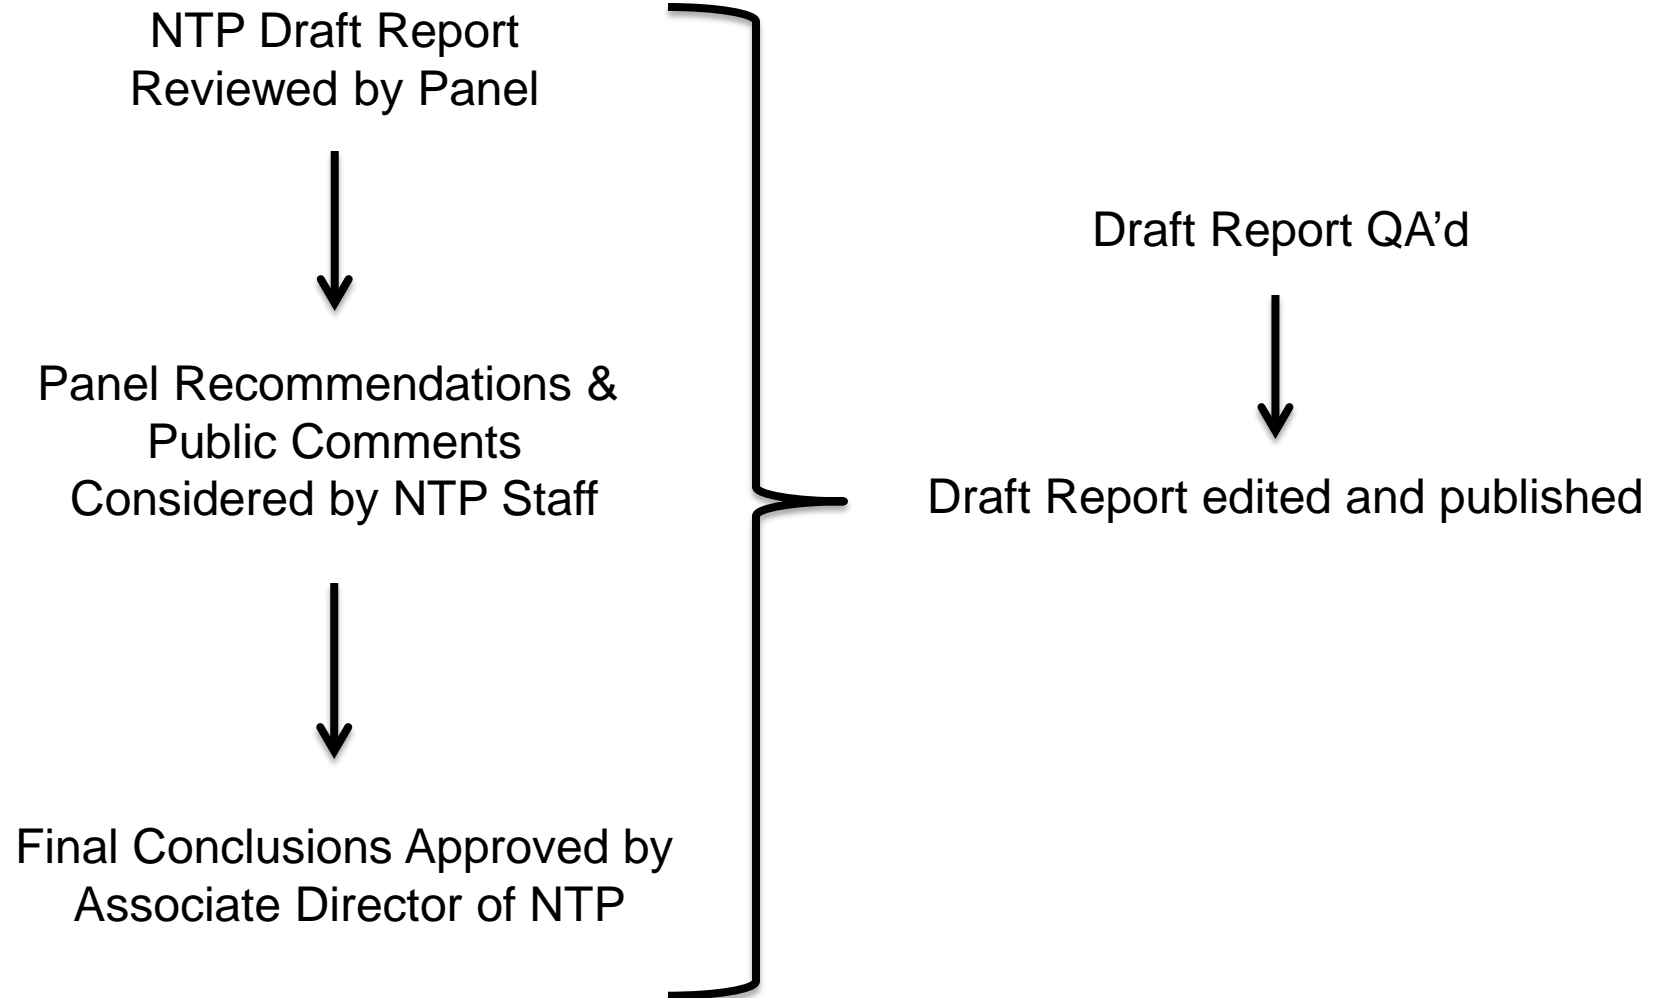 NTP Draft Report
Reviewed by Panel
Panel Recommendations &
Public Comments
Considered by NTP Staff
Final Conclusions Approved by
Associate Director of NTP
Draft Report QA’d
Draft Report edited and published